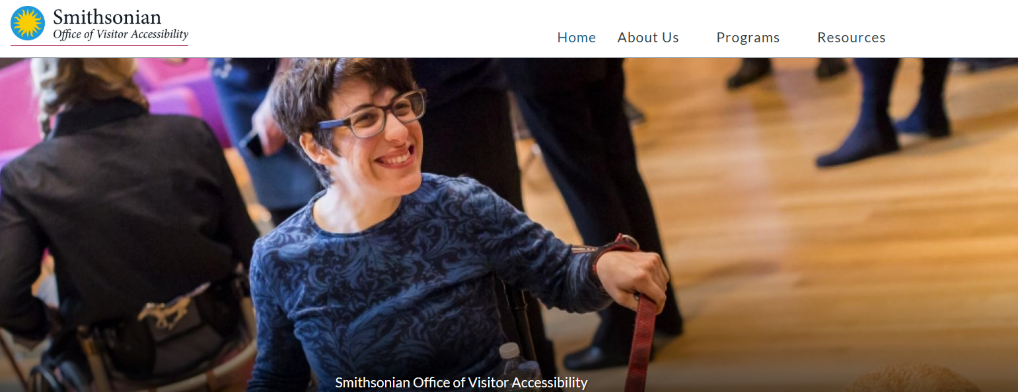 Smithsonian
Office of Visitor Accessibility
Home About Us Programs Resources
Smithsonian Office of Visitor Accessibility